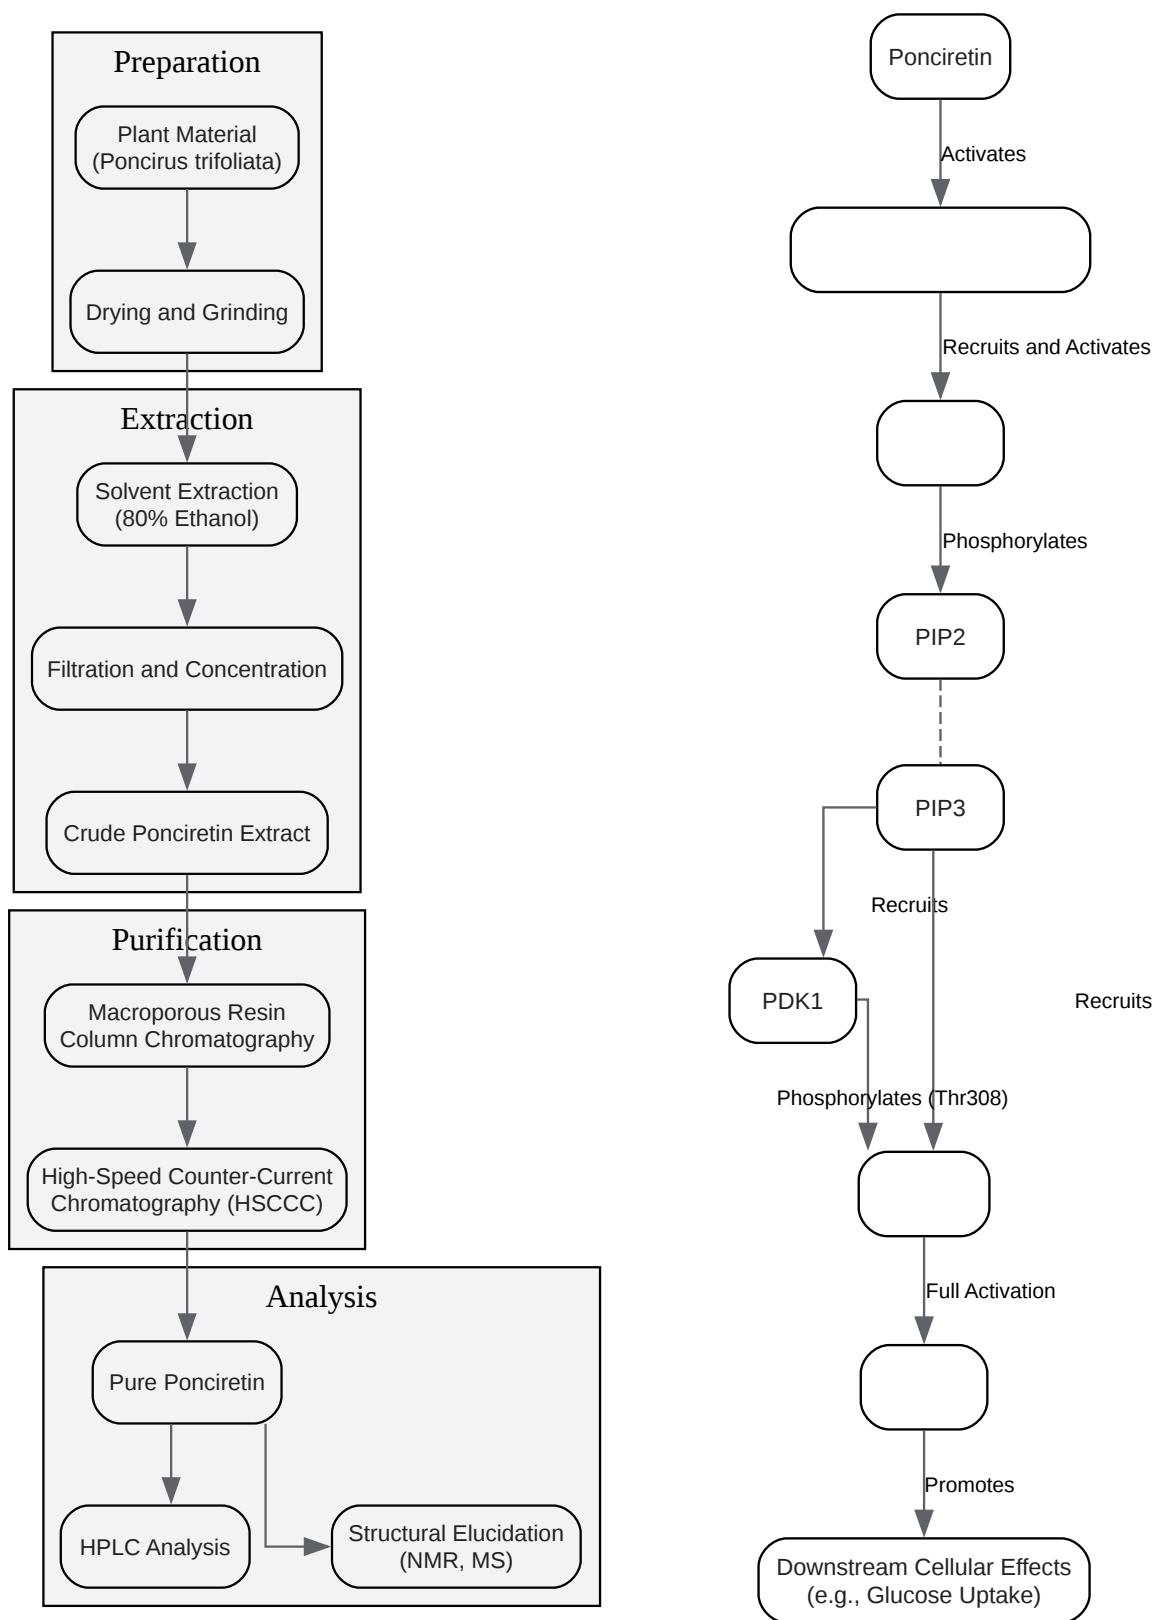 Preparation
Plant Material
(Poncirus trifoliata)
Drying and Grinding
Extraction
Solvent Extraction
(80% Ethanol)
Filtration and Concentration
Crude Ponciretin Extract
Purification
Macroporous Resin
Column Chromatography
High-Speed Counter-Current
Chromatography (HSCCC)
Analysis
Pure Ponciretin
HPLC Analysis
Structural Elucidation
(NMR, MS)
Ponciretin
Activates
Recruits and Activates
Phosphorylates
PIP2
PIP3
Recruits
PDK1
Recruits
Phosphorylates (Thr308)
Full Activation
Promotes
Downstream Cellular Effects
(e.g., Glucose Uptake)